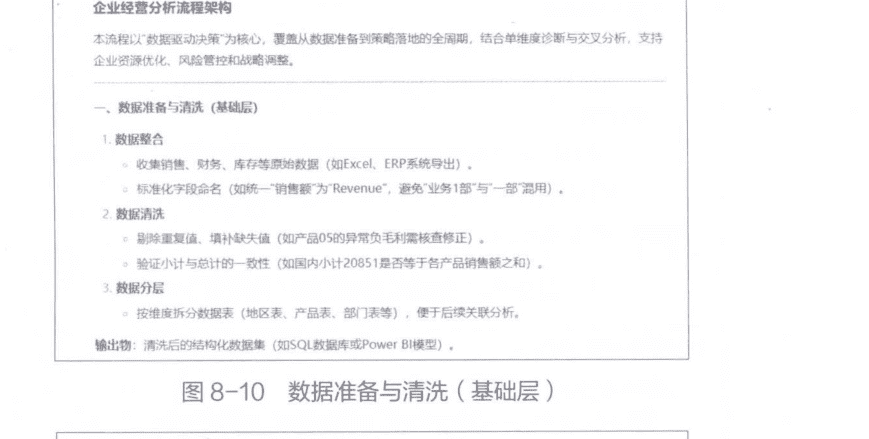 企业经营分析流程架构
本流程以"数据驱动决策"为核心，覆盖从数据准备到策略落地的全周期，结合单维度诊断与交叉分析，支持
企业资源优化、风险管控和战略调整。
一、数据准备与清洗（基础层）
1. 数据整合
○ 收集销售、财务、库存等原始数据（如Excel、ERP系统导出）。
○ 标准化字段命名（如统一"销售额"为"Revenue"，避免"业务1部"与"一部"混用）。
2. 数据清洗
○ 剔除重复值、填补缺失值（如产品05的异常负毛利需核查修正）。
○ 验证小计与总计的一致性（如国内小计20851是否等于各产品销售额之和）。
3. 数据分层
○ 按维度拆分数据表（地区表、产品表、部门表等），便于后续关联分析。
输出物：清洗后的结构化数据集（如SQL数据库或Power BI模型）。
图 8-10 数据准备与清洗（基础层）